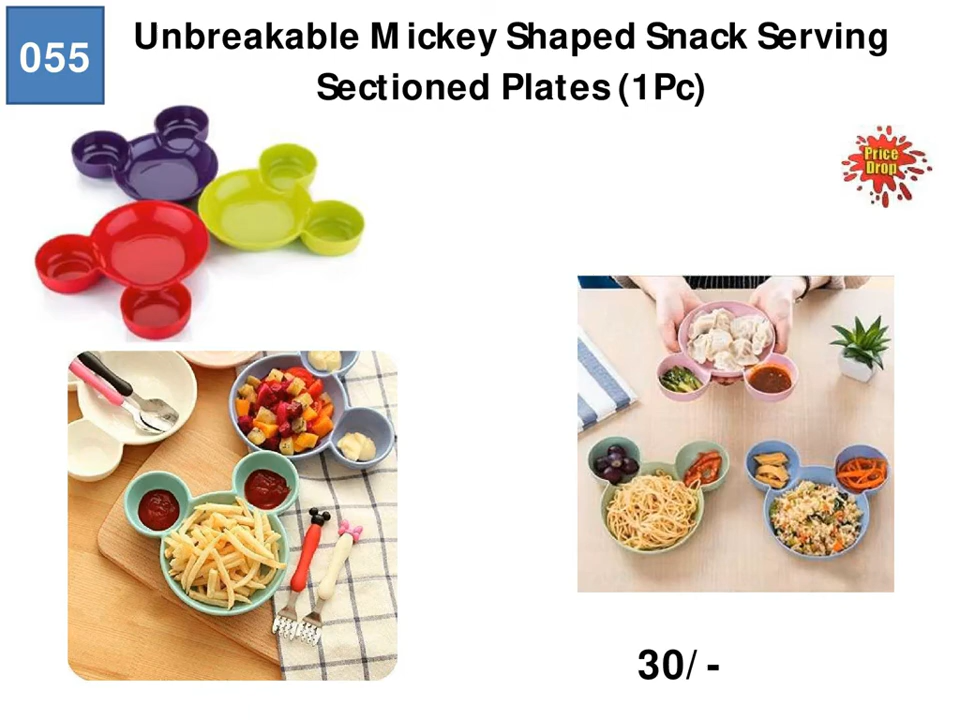 055
Unbreakable Mickey Shaped Snack Serving
Sectioned Plates (1Pc)
Price
Drop
30/-